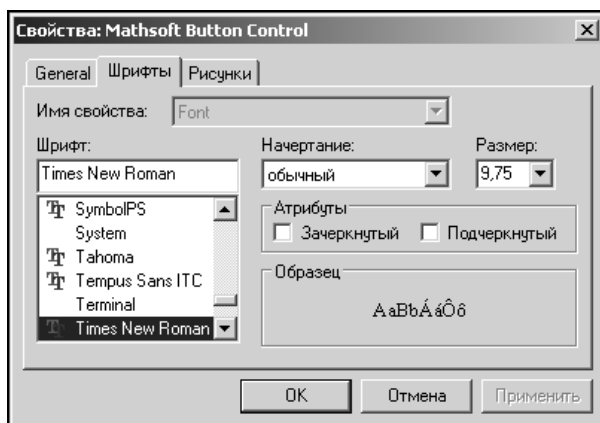 Свойства: Mathsoft Button Control
General Шрифты Рисунки
Имя свойства: Font
Шрифт: Начертание: Размер:
Times New Roman обычный 9,75
SymbolPS
System
Tahoma
Tempus Sans ITC
Terminal
Times New Roman
Атрибуты
Зачеркнутый Подчеркнутый
Образец
AaBbÁáÔô
OK Отмена Применить